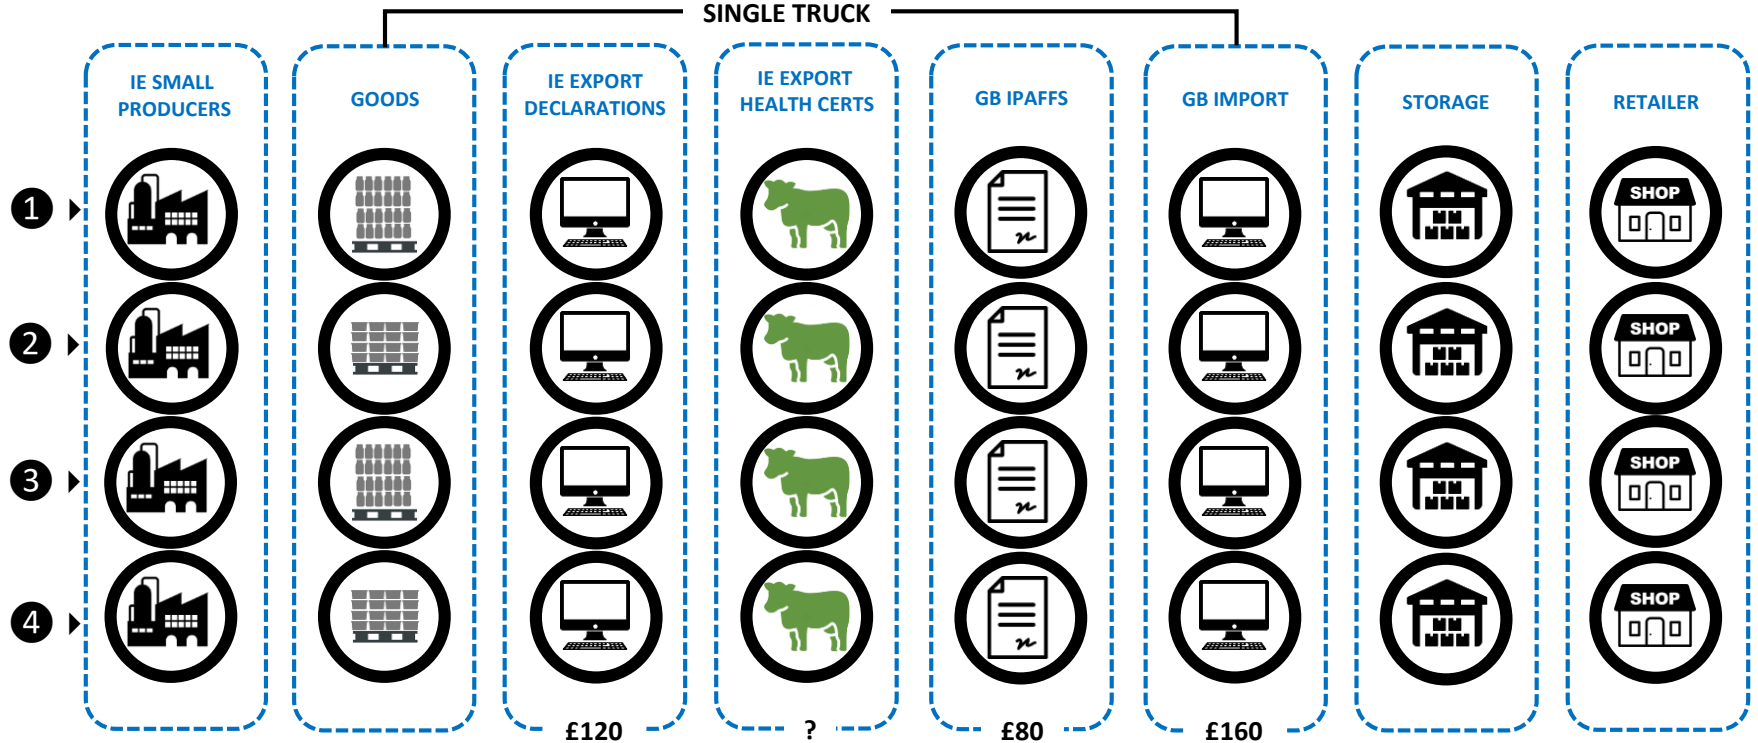 SINGLE TRUCK
IE SMALL
PRODUCERS
GOODS
IE EXPORT
DECLARATIONS
IE EXPORT
HEALTH CERTS
GB IPAFFS
GB IMPORT
STORAGE
RETAILER
1
SHOP
2
SHOP
3
SHOP
4
SHOP
£120
?
£80
£160